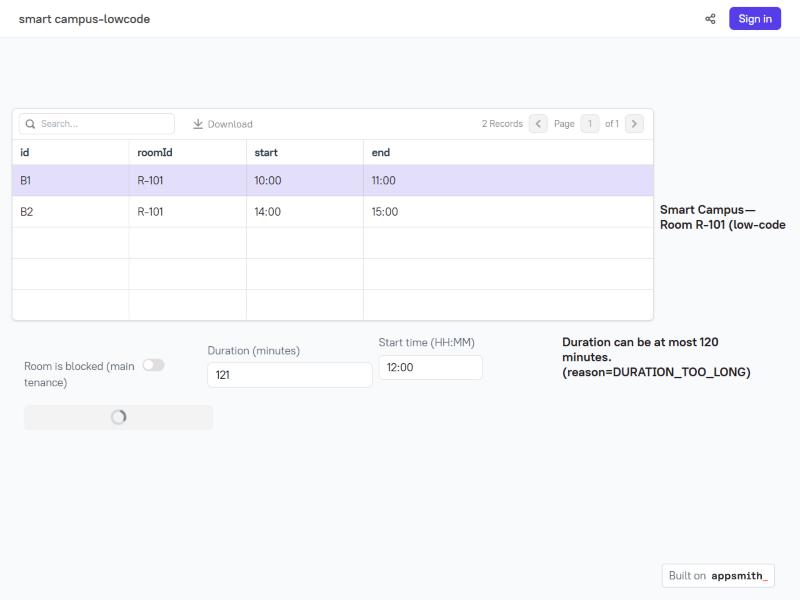 smart campus-lowcode
Sign in
Search...
Download
2 Records
Page
1
of 1
id roomId start end
B1 R-101 10:00 11:00
B2 R-101 14:00 15:00
Smart Campus—
Room R-101 (low-code
Room is blocked (main
tenance)
Duration (minutes)
121
Start time (HH:MM)
12:00
Duration can be at most 120
minutes.
(reason=DURATION_TOO_LONG)
Built on appsmith_